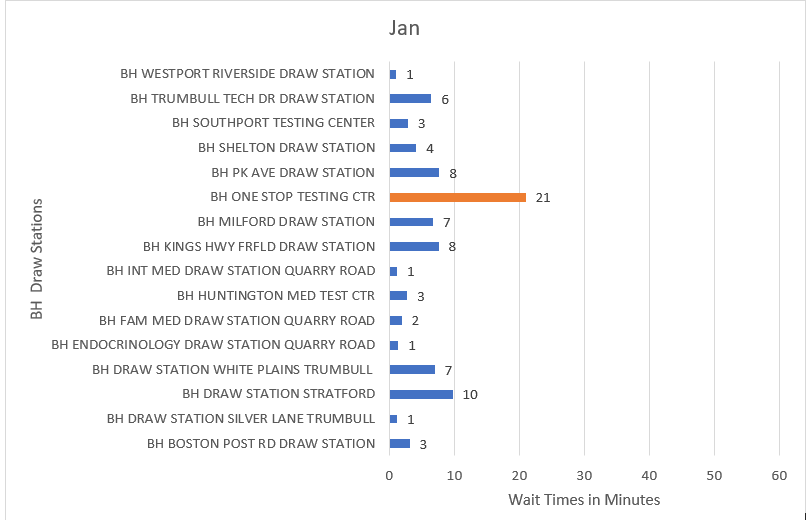 Jan
BH WESTPORT RIVERSIDE DRAW STATION 1
BH TRUMBULL TECH DR DRAW STATION 6
BH SOUTHPORT TESTING CENTER 3
BH SHELTON DRAW STATION 4
BH PK AVE DRAW STATION 8
BH ONE STOP TESTING CTR 21
BH MILFORD DRAW STATION 7
BH KINGS HWY FRFLD DRAW STATION 8
BH INT MED DRAW STATION QUARRY ROAD 1
BH HUNTINGTON MED TEST CTR 3
BH FAM MED DRAW STATION QUARRY ROAD 2
BH ENDOCRINOLOGY DRAW STATION QUARRY ROAD 1
BH DRAW STATION WHITE PLAINS TRUMBULL 7
BH DRAW STATION STRATFORD 10
BH DRAW STATION SILVER LANE TRUMBULL 1
BH BOSTON POST RD DRAW STATION 3
BH Draw Stations
0 10 20 30 40 50 60
Wait Times in Minutes